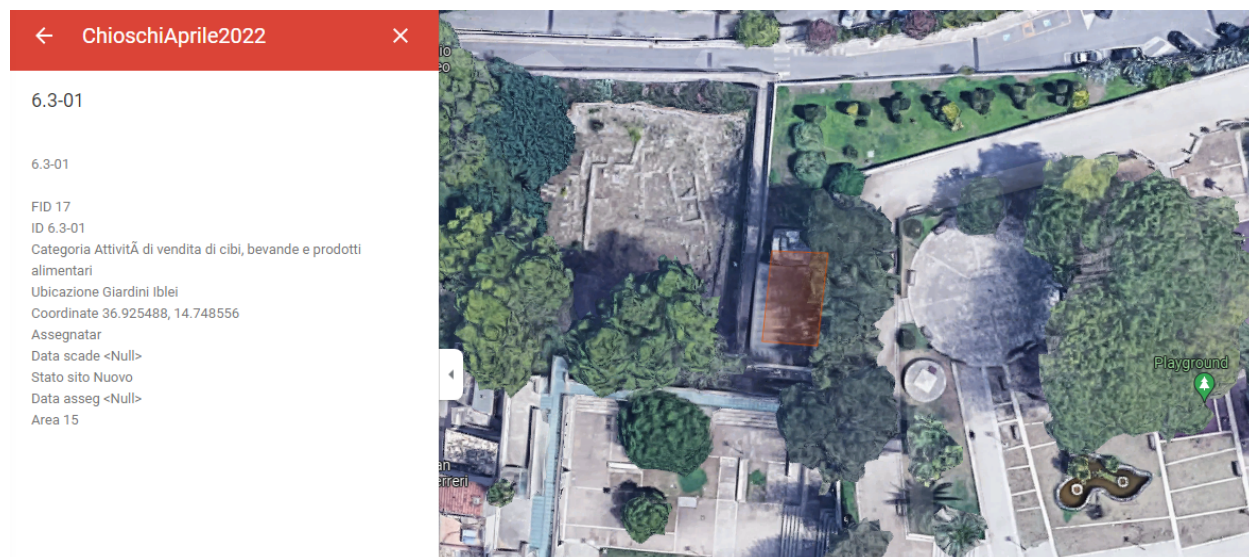 ChioschiAprile2022
6.3-01
6.3-01
FID 17
ID 6.3-01
Categoria AttivitÃ di vendita di cibi, bevande e prodotti
alimentari
Ubicazione Giardini Iblei
Coordinate 36.925488, 14.748556
Assegnatar
Data scade <Null>
Stato sito Nuovo
Data asseg <Null>
Area 15
Playground